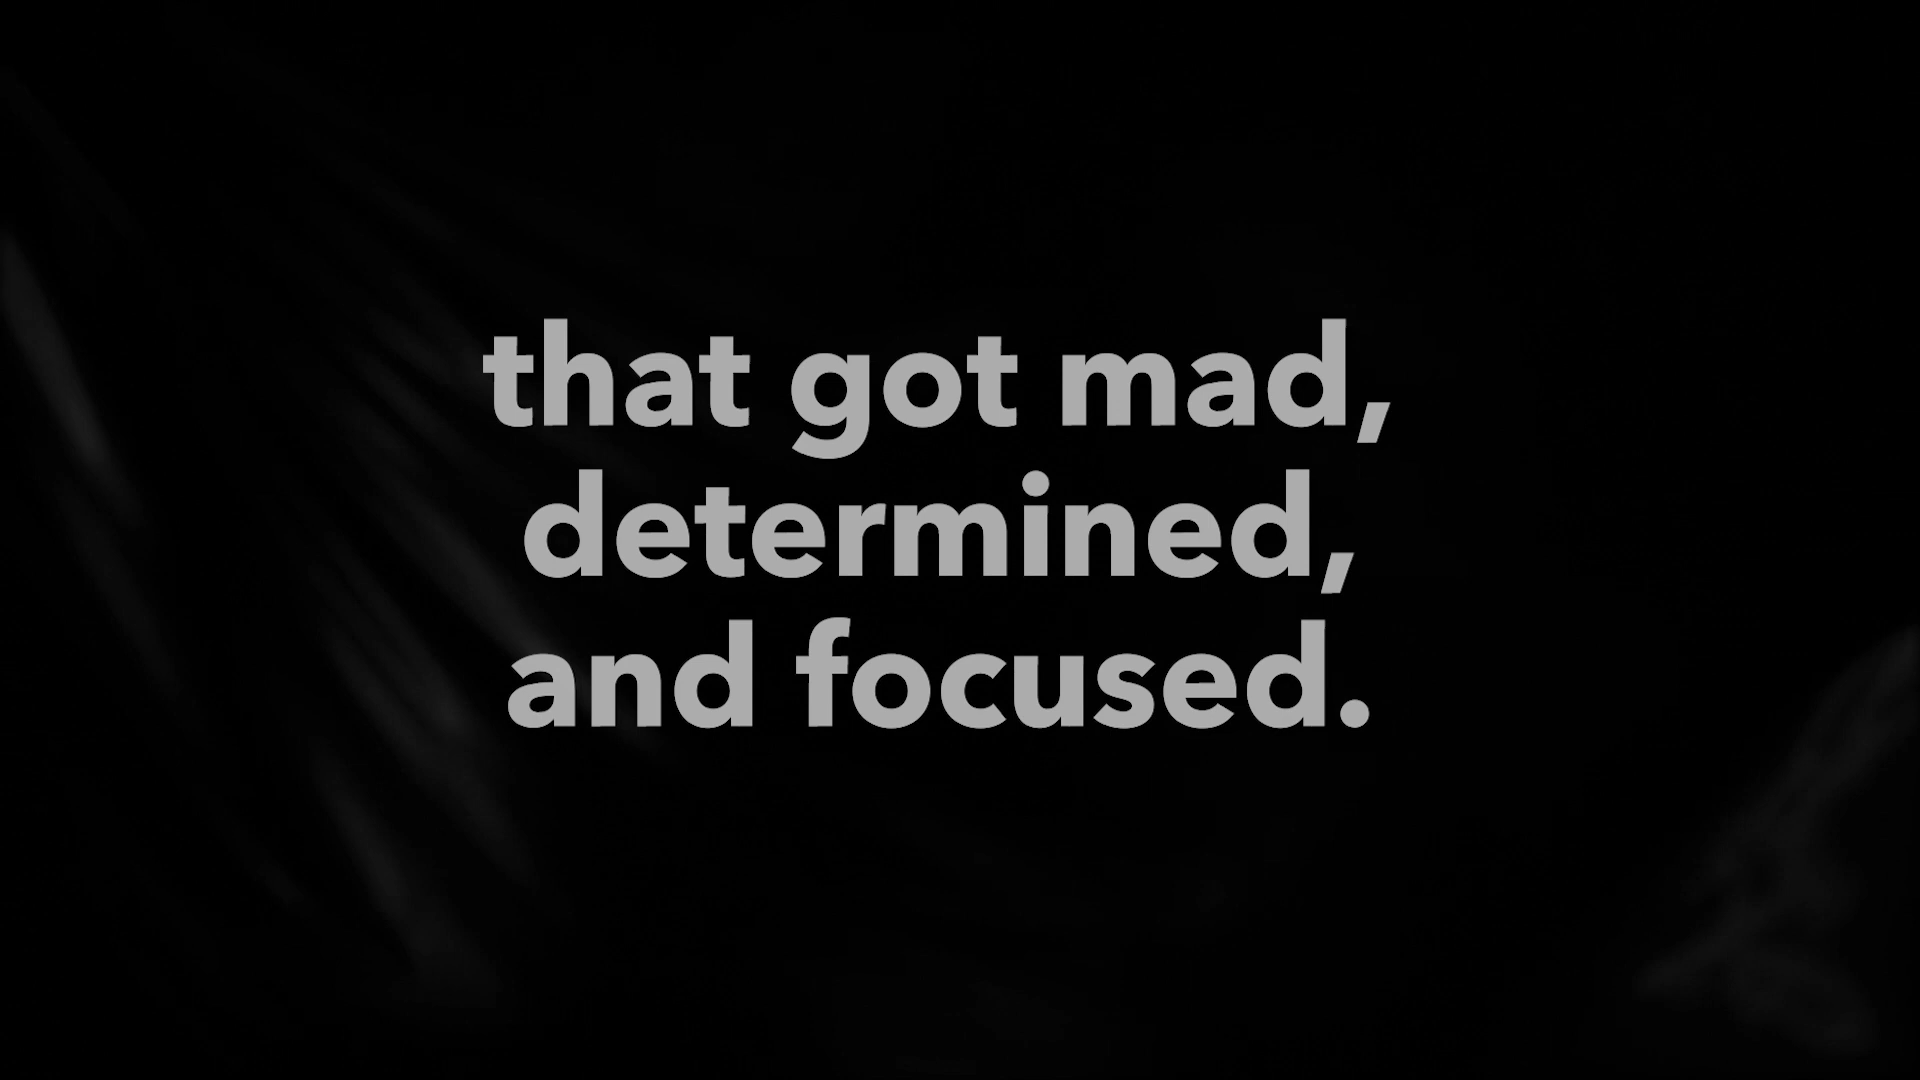 that got mad,
determined,
and focused.